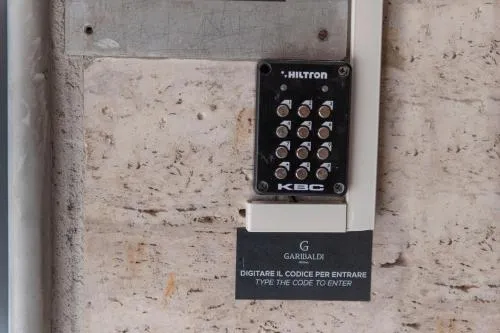 HILTRON
KBC
G
GARIBALDI
DIGITARE IL CODICE PER ENTRARE
TYPE THE CODE TO ENTER